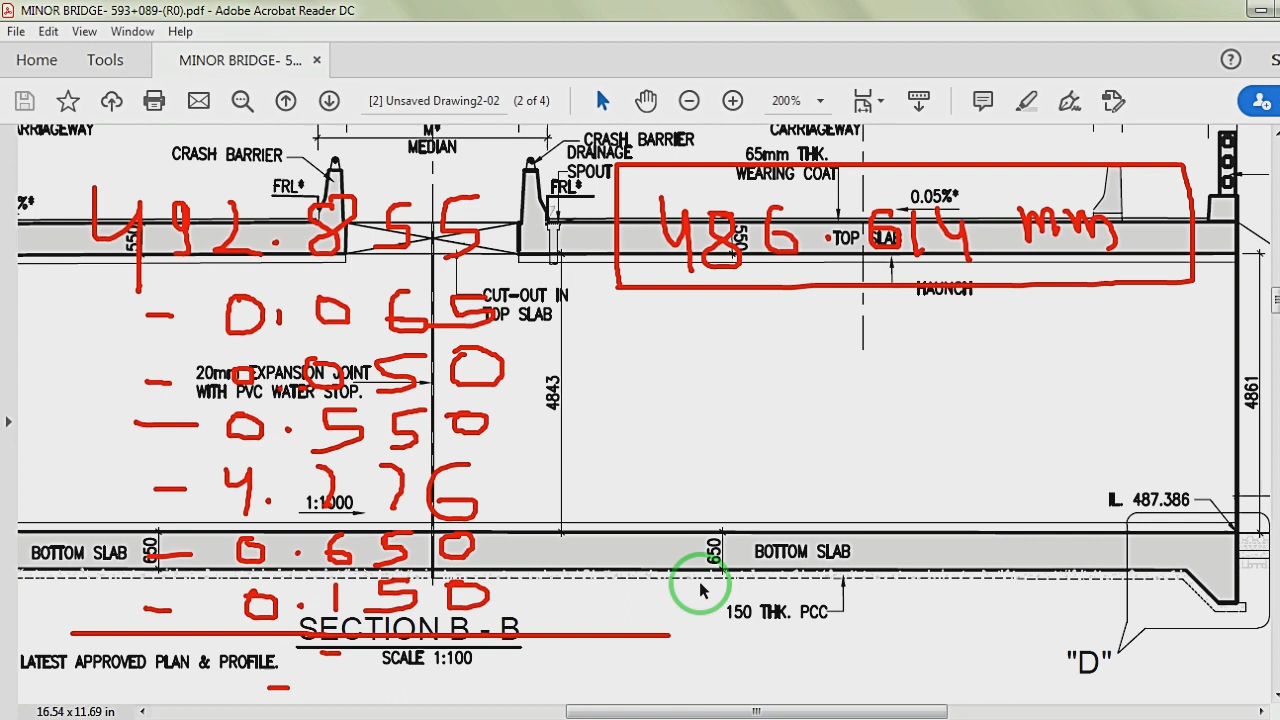 MINOR BRIDGE- 593+089-(R0).pdf - Adobe Acrobat Reader DC
File Edit View Window Help
Home Tools MINOR BRIDGE- 5... ×
[2] Unsaved Drawing2-02 (2 of 4) 200%
CARRIAGEWAY M* CARRIAGEWAY
MEDIAN
CRASH BARRIER
CRASH BARRIER
DRAINAGE
SPOUT
65mm THK.
WEARING COAT
FRL*
FRL*
0.05%*
%*
492.855
486.614 mm
550
550
TOP SLAB
HAUNCH
CUT-OUT IN
TOP SLAB
- 0.065
20mm EXPANSION JOINT
WITH PVC WATER STOP.
- 0.050
4843
4861
- 0.550
- 4.776
1:1000
IL 487.386
BOTTOM SLAB
650
- 0.650
650
BOTTOM SLAB
- 0.150
150 THK. PCC
SECTION B - B
SCALE 1:100
LATEST APPROVED PLAN & PROFILE.
"D"
16.54 x 11.69 in